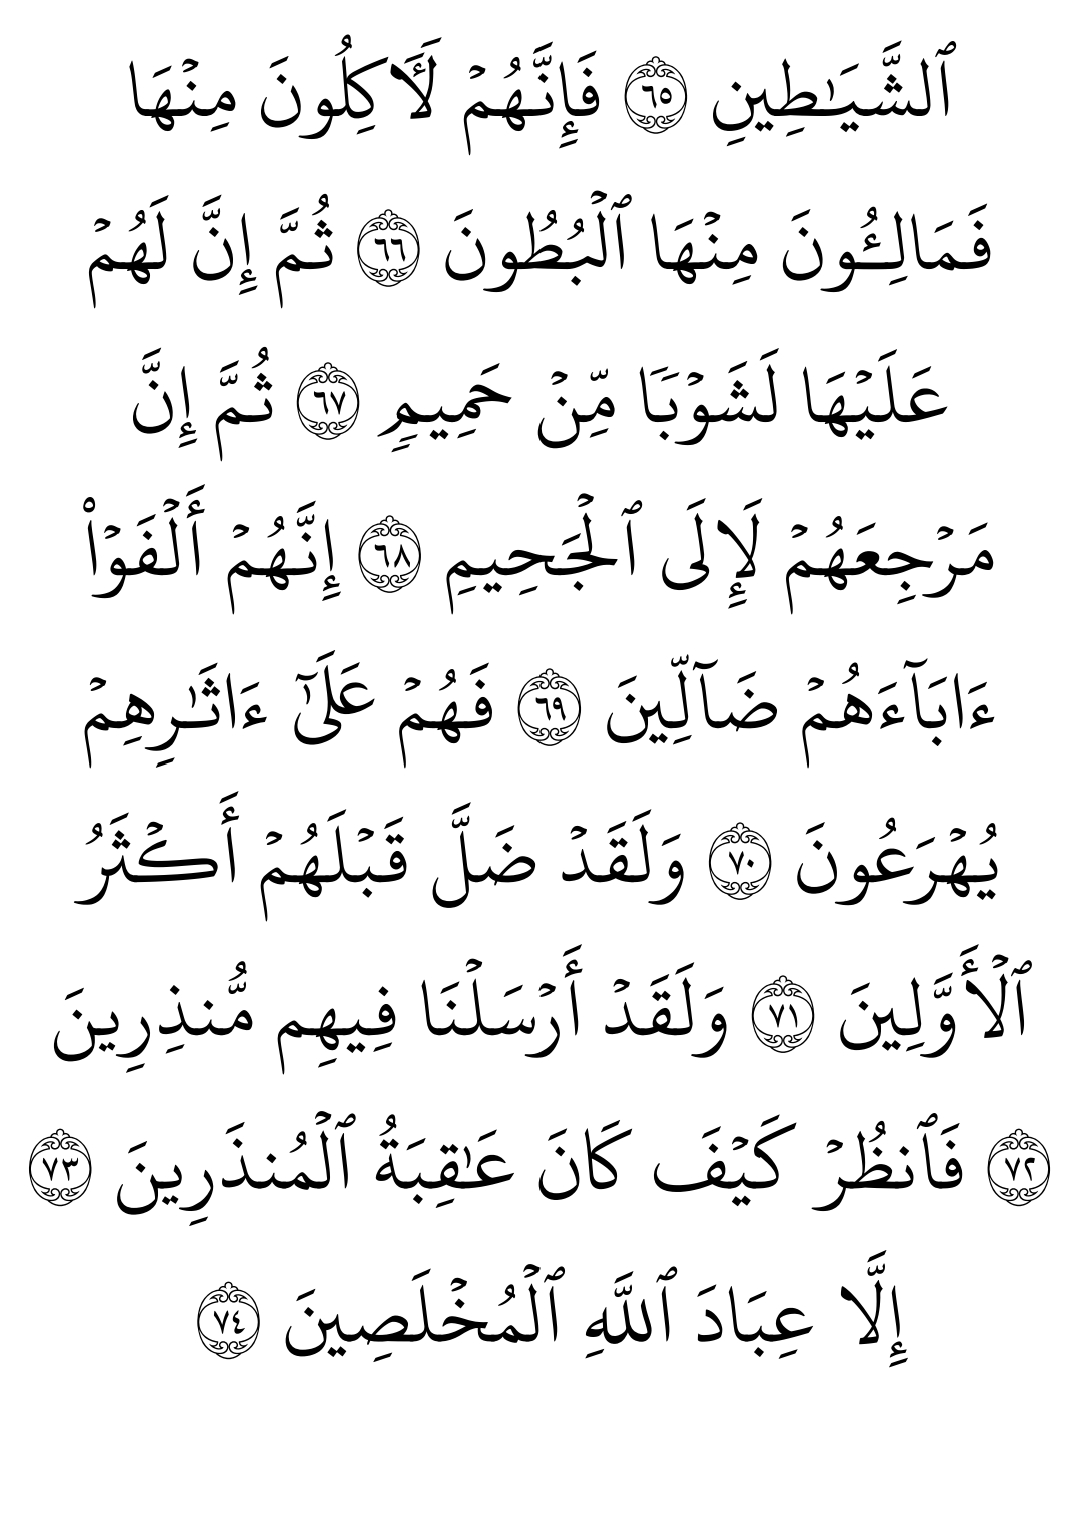 ٱلشَّيَٰطِينِ ٦٥ فَإِنَّهُمۡ لَأٓكِلُونَ مِنۡهَا
فَمَالِـُٔونَ مِنۡهَا ٱلۡبُطُونَ ٦٦ ثُمَّ إِنَّ لَهُمۡ
عَلَيۡهَا لَشَوۡبٗا مِّنۡ حَمِيمٖ ٦٧ ثُمَّ إِنَّ
مَرۡجِعَهُمۡ لَإِلَى ٱلۡجَحِيمِ ٦٨ إِنَّهُمۡ أَلۡفَوۡاْ
ءَابَآءَهُمۡ ضَآلِّينَ ٦٩ فَهُمۡ عَلَىٰٓ ءَاثَٰرِهِمۡ
يُهۡرَعُونَ ٧٠ وَلَقَدۡ ضَلَّ قَبۡلَهُمۡ أَكۡثَرُ
ٱلۡأَوَّلِينَ ٧١ وَلَقَدۡ أَرۡسَلۡنَا فِيهِم مُّنذِرِينَ
٧٢ فَٱنظُرۡ كَيۡفَ كَانَ عَٰقِبَةُ ٱلۡمُنذَرِينَ ٧٣
إِلَّا عِبَادَ ٱللَّهِ ٱلۡمُخۡلَصِينَ ٧٤